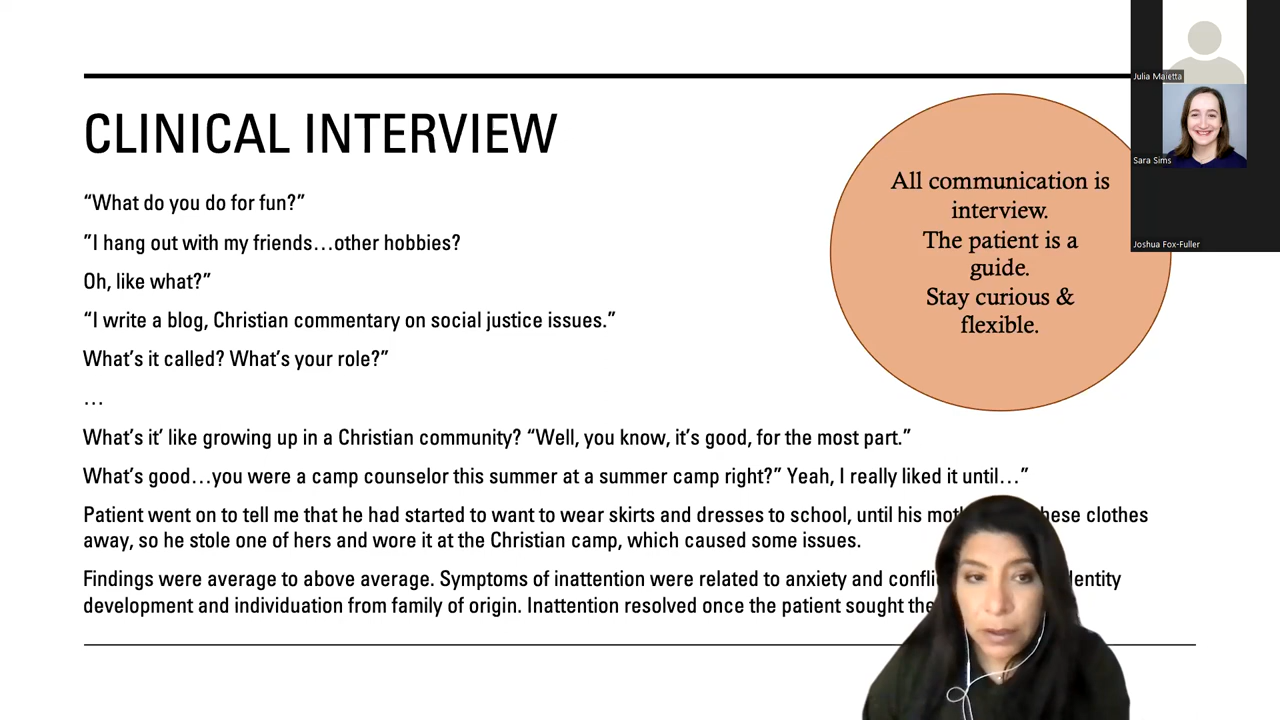 CLINICAL INTERVIEW
“What do you do for fun?”
”I hang out with my friends…other hobbies?
Oh, like what?”
“I write a blog, Christian commentary on social justice issues.”
What’s it called? What’s your role?”
…
What’s it’ like growing up in a Christian community? “Well, you know, it’s good, for the most part.”
What’s good…you were a camp counselor this summer at a summer camp right?” Yeah, I really liked it until…”
Patient went on to tell me that he had started to want to wear skirts and dresses to school, until his clothes
away, so he stole one of hers and wore it at the Christian camp, which caused some issues.
Findings were average to above average. Symptoms of inattention were related to anxiety and
development and individuation from family of origin. Inattention resolved once the patient sought
All communication is
interview.
The patient is a
guide.
Stay curious &
flexible.
Julia Maietta
Sara Sims
Joshua Fox-Fuller